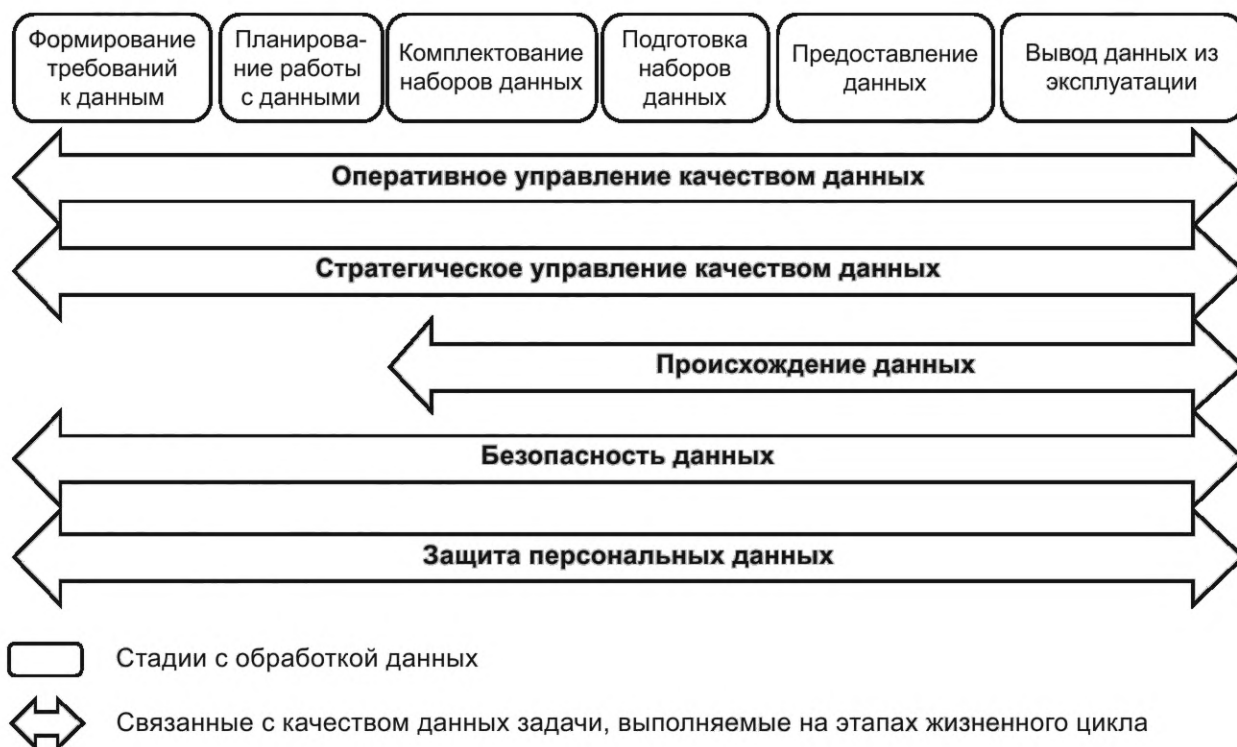 Формирование
требований
к данным
Планирова-
ние работы
с данными
Комплектование
наборов данных
Подготовка
наборов
данных
Предоставление
данных
Вывод данных из
эксплуатации
Оперативное управление качеством данных
Стратегическое управление качеством данных
Происхождение данных
Безопасность данных
Защита персональных данных
Стадии с обработкой данных
Связанные с качеством данных задачи, выполняемые на этапах жизненного цикла